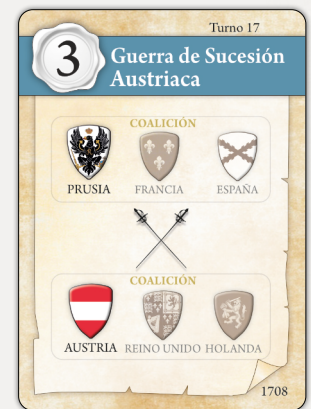 Turno 17
3
Guerra de Sucesión
Austriaca
COALICIÓN
PRUSIA FRANCIA ESPAÑA
COALICIÓN
AUSTRIA REINO UNIDO HOLANDA
1708